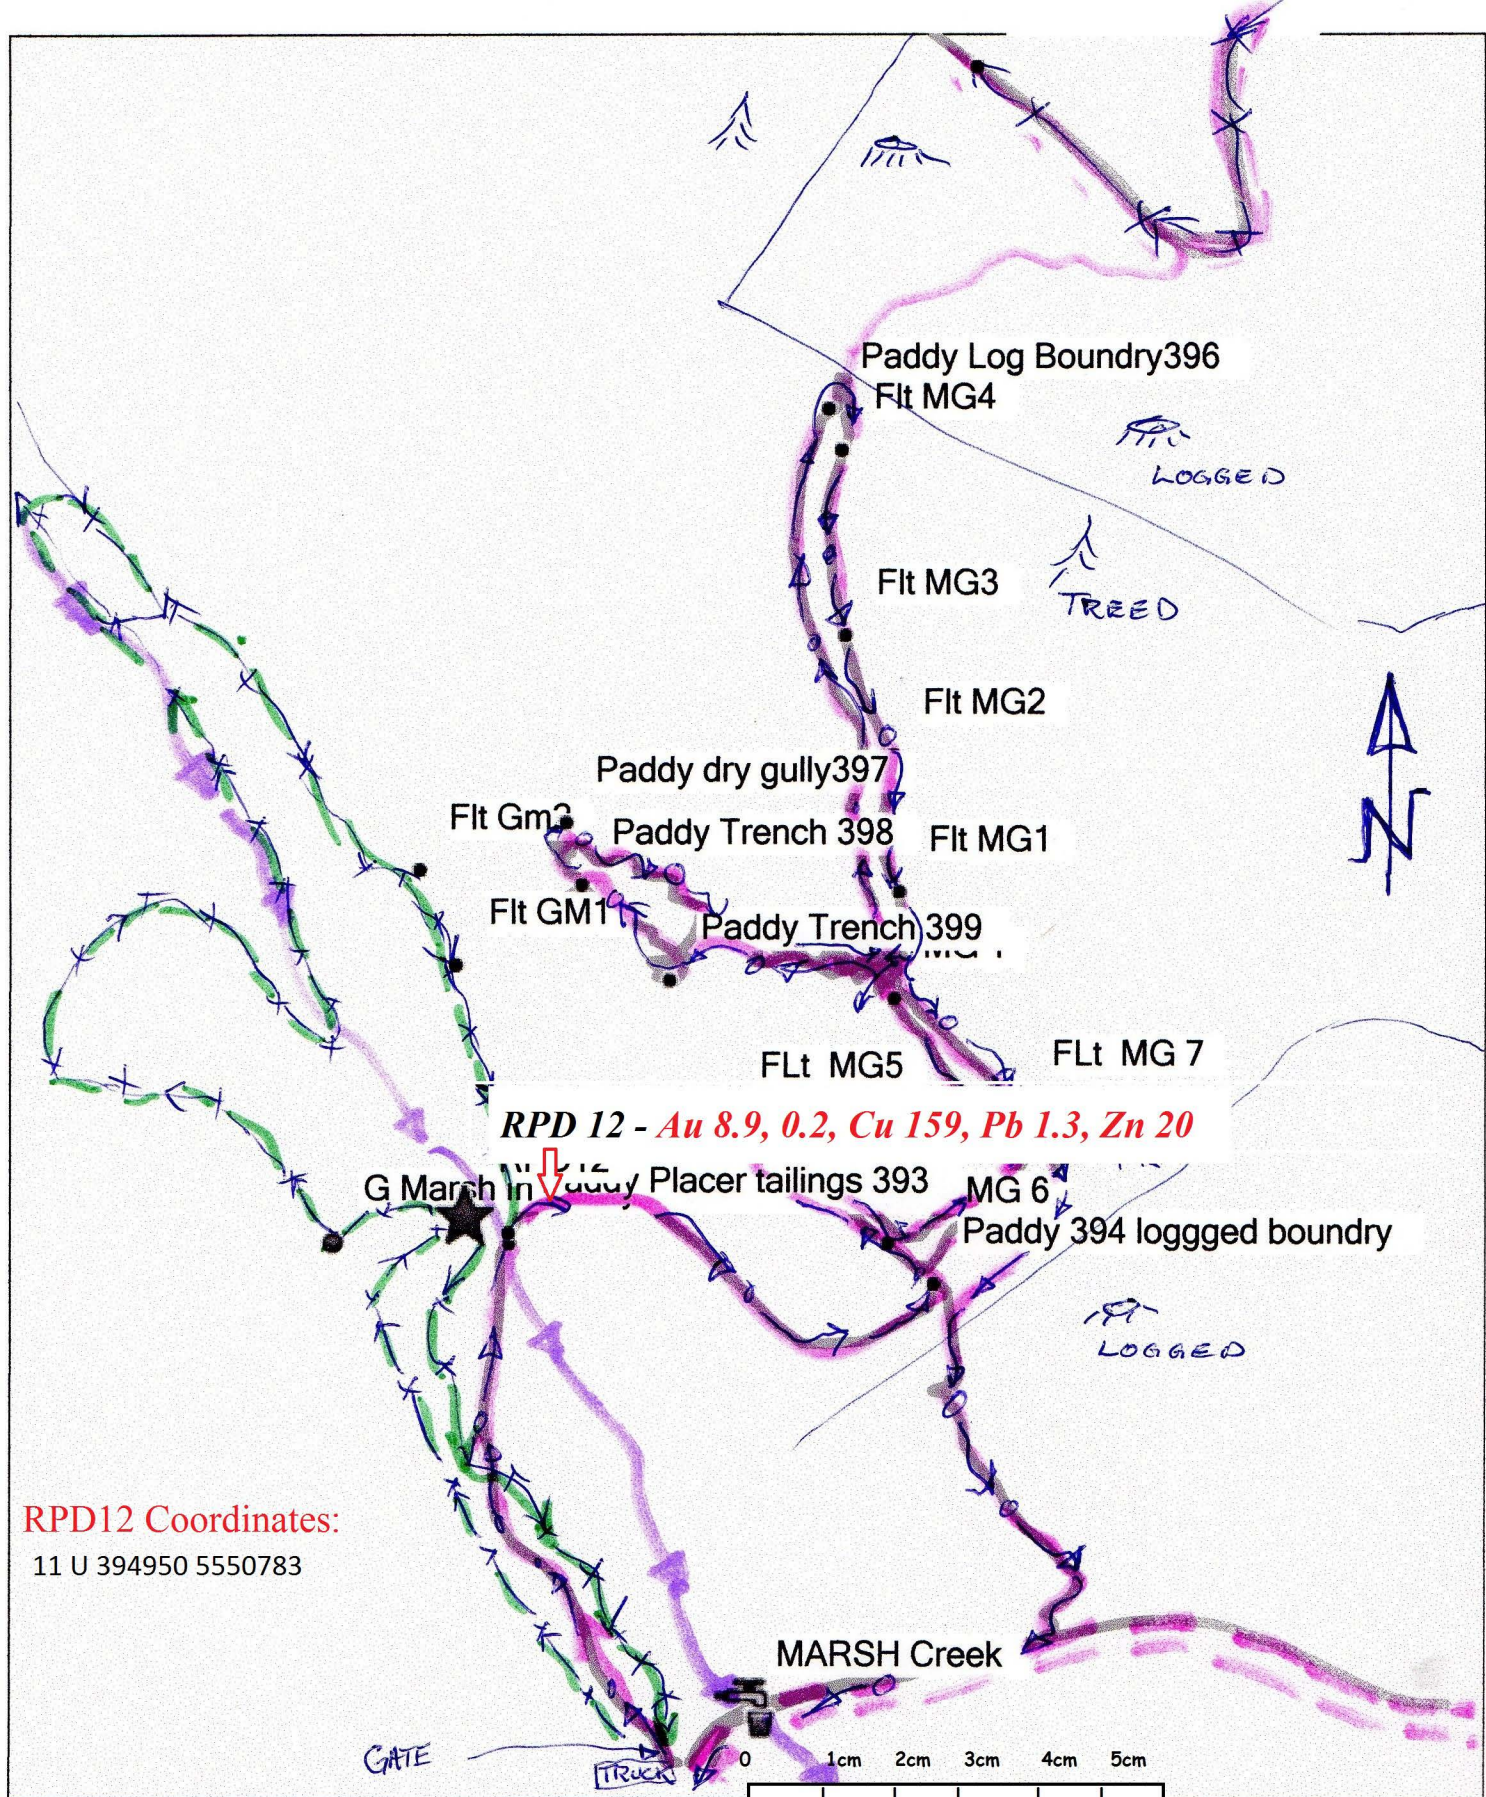 Paddy Log Boundry396
Flt MG4
LOGGED
Flt MG3
TREED
Flt MG2
Paddy dry gully397
Flt Gm2
Paddy Trench 398
Flt MG1
N
Flt GM1
Paddy Trench 399
FLt MG5
FLt MG 7
RPD 12 - Au 8.9, 0.2, Cu 159, Pb 1.3, Zn 20
G Marsh in
Placer tailings 393
MG 6
Paddy 394 loggged boundry
LOGGED
RPD12 Coordinates:
11 U 394950 5550783
MARSH Creek
GATE
TRUCK
0 1cm 2cm 3cm 4cm 5cm